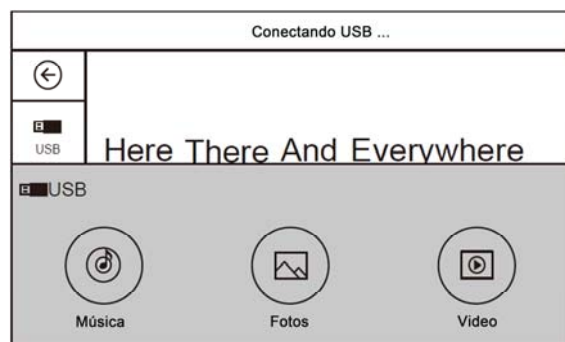 Conectando USB ...
USB
Here There And Everywhere
USB
Música
Fotos
Video